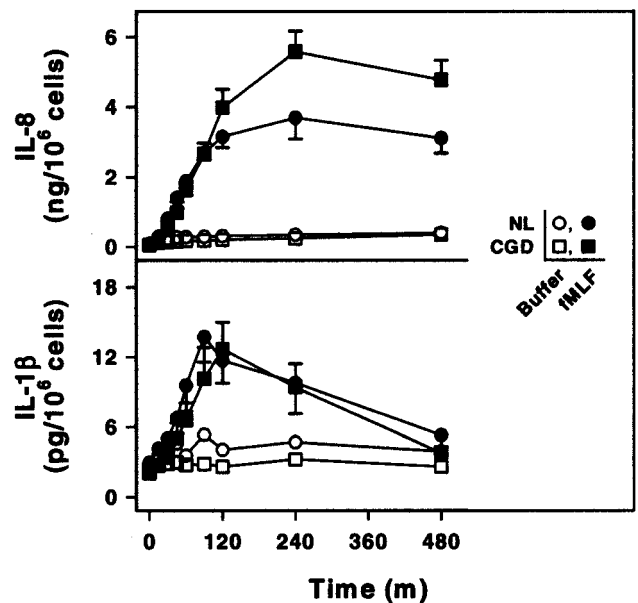 IL-8
(ng/10⁶ cells)
6
4
2
0
NL
CGD
Buffer
fMLF
IL-1β
(pg/10⁶ cells)
18
12
6
0
0 120 240 360 480
Time (m)